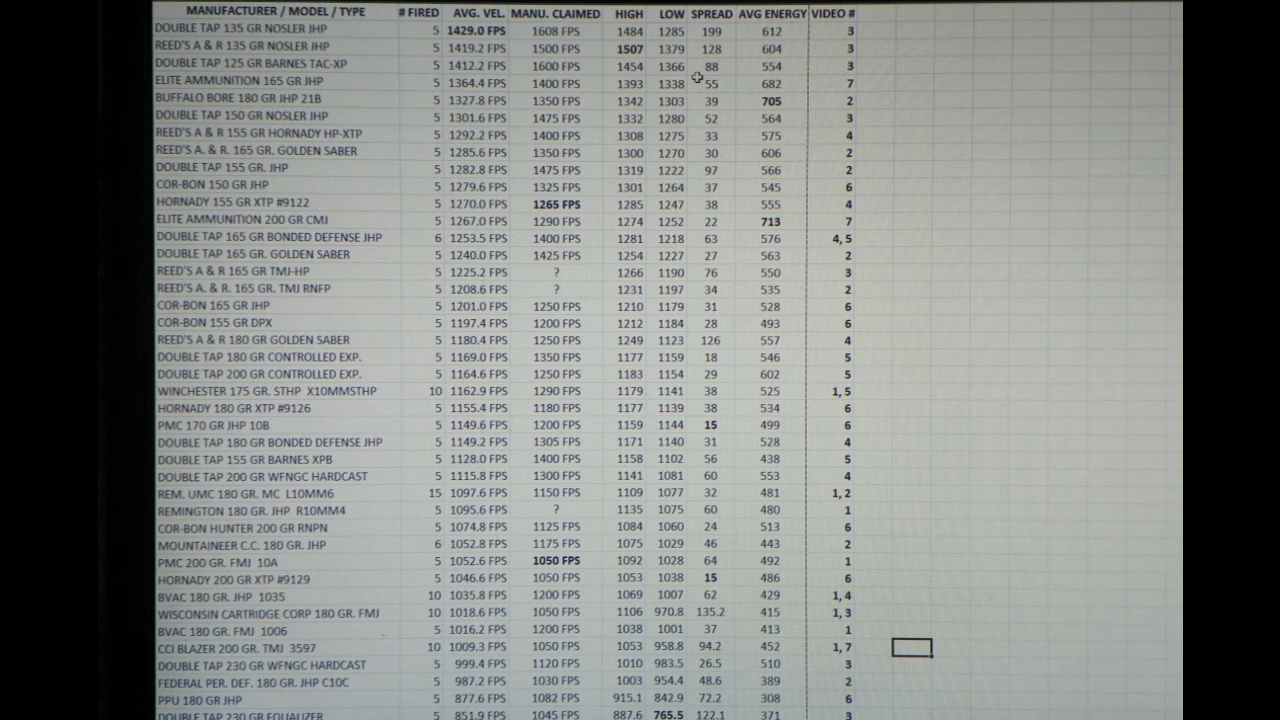 MANUFACTURER / MODEL / TYPE # FIRED AVG. VEL. MANU. CLAIMED HIGH LOW SPREAD AVG ENERGY VIDEO #
DOUBLE TAP 135 GR NOSLER JHP 5 1429.0 FPS 1608 FPS 1484 1285 199 612 3
REED'S A & R 135 GR NOSLER JHP 5 1419.2 FPS 1500 FPS 1507 1379 128 604 3
DOUBLE TAP 125 GR BARNES TAC-XP 5 1412.2 FPS 1600 FPS 1454 1366 88 554 3
ELITE AMMUNITION 165 GR JHP 5 1364.4 FPS 1400 FPS 1393 1338 55 682 7
BUFFALO BORE 180 GR JHP 21B 5 1327.8 FPS 1350 FPS 1342 1303 39 705 2
DOUBLE TAP 150 GR NOSLER JHP 5 1301.6 FPS 1475 FPS 1332 1280 52 564 3
REED'S A & R 155 GR HORNADY HP-XTP 5 1292.2 FPS 1400 FPS 1308 1275 33 575 4
REED'S A. & R. 165 GR. GOLDEN SABER 5 1285.6 FPS 1350 FPS 1300 1270 30 606 2
DOUBLE TAP 155 GR. JHP 5 1282.8 FPS 1475 FPS 1319 1222 97 566 2
COR-BON 150 GR JHP 5 1279.6 FPS 1325 FPS 1301 1264 37 545 6
HORNADY 155 GR XTP #9122 5 1270.0 FPS 1265 FPS 1285 1247 38 555 4
ELITE AMMUNITION 200 GR CMJ 5 1267.0 FPS 1290 FPS 1274 1252 22 713 7
DOUBLE TAP 165 GR BONDED DEFENSE JHP 6 1253.5 FPS 1400 FPS 1281 1218 63 576 4, 5
DOUBLE TAP 165 GR. GOLDEN SABER 5 1240.0 FPS 1425 FPS 1254 1227 27 563 2
REED'S A & R 165 GR TMJ-HP 5 1225.2 FPS ? 1266 1190 76 550 3
REED'S A. & R. 165 GR. TMJ RNFP 5 1208.6 FPS ? 1231 1197 34 535 2
COR-BON 165 GR JHP 5 1201.0 FPS 1250 FPS 1210 1179 31 528 6
COR-BON 155 GR DPX 5 1197.4 FPS 1200 FPS 1212 1184 28 493 6
REED'S A & R 180 GR GOLDEN SABER 5 1180.4 FPS 1250 FPS 1249 1123 126 557 4
DOUBLE TAP 180 GR CONTROLLED EXP. 5 1169.0 FPS 1350 FPS 1177 1159 18 546 5
DOUBLE TAP 200 GR CONTROLLED EXP. 5 1164.6 FPS 1250 FPS 1183 1154 29 602 5
WINCHESTER 175 GR. STHP X10MMSTHP 10 1162.9 FPS 1290 FPS 1179 1141 38 525 1, 5
HORNADY 180 GR XTP #9126 5 1155.4 FPS 1180 FPS 1177 1139 38 534 6
PMC 170 GR JHP 10B 5 1149.6 FPS 1200 FPS 1159 1144 15 499 6
DOUBLE TAP 180 GR BONDED DEFENSE JHP 5 1149.2 FPS 1305 FPS 1171 1140 31 528 4
DOUBLE TAP 155 GR BARNES XPB 5 1128.0 FPS 1400 FPS 1158 1102 56 438 5
DOUBLE TAP 200 GR WFNGC HARDCAST 5 1115.8 FPS 1300 FPS 1141 1081 60 553 4
REM. UMC 180 GR. MC L10MM6 15 1097.6 FPS 1150 FPS 1109 1077 32 481 1, 2
REMINGTON 180 GR. JHP R10MM4 5 1095.6 FPS ? 1135 1075 60 480 1
COR-BON HUNTER 200 GR RNPN 5 1074.8 FPS 1125 FPS 1084 1060 24 513 6
MOUNTAINEER C.C. 180 GR. JHP 6 1052.8 FPS 1175 FPS 1075 1029 46 443 2
PMC 200 GR. FMJ 10A 5 1052.6 FPS 1050 FPS 1092 1028 64 492 1
HORNADY 200 GR XTP #9129 5 1046.6 FPS 1050 FPS 1053 1038 15 486 6
BVAC 180 GR. JHP 1035 10 1035.8 FPS 1200 FPS 1069 1007 62 429 1, 4
WISCONSIN CARTRIDGE CORP 180 GR. FMJ 10 1018.6 FPS 1050 FPS 1106 970.8 135.2 415 1, 3
BVAC 180 GR. FMJ 1006 5 1016.2 FPS 1200 FPS 1038 1001 37 413 1
CCI BLAZER 200 GR. TMJ 3597 10 1009.3 FPS 1050 FPS 1053 958.8 94.2 452 1, 7
DOUBLE TAP 230 GR WFNGC HARDCAST 5 999.4 FPS 1120 FPS 1010 983.5 26.5 510 3
FEDERAL PER. DEF. 180 GR. JHP C10C 5 987.2 FPS 1030 FPS 1003 954.4 48.6 389 2
PPU 180 GR JHP 5 877.6 FPS 1082 FPS 915.1 842.9 72.2 308 6
DOUBLE TAP 230 GR EQUALIZER 5 851.9 FPS 1045 FPS 887.6 765.5 122.1 371 3